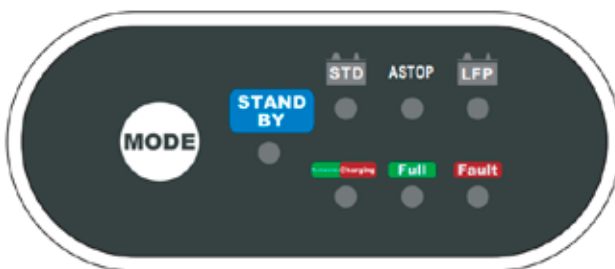 STD ASTOP LFP
STAND
BY
MODE
Charging Full Fault